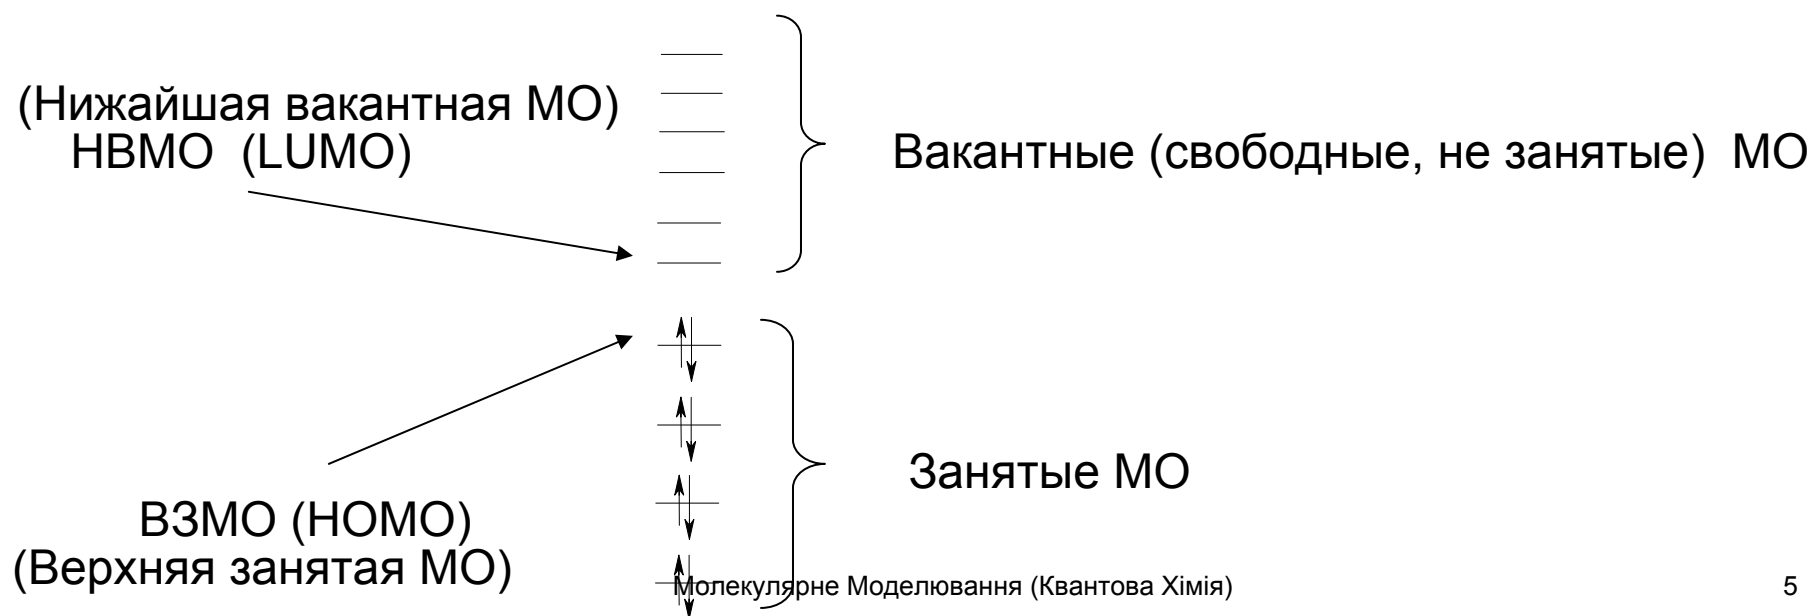 (Нижайшая вакантная МО)
НВМО (LUMO)
Вакантные (свободные, не занятые) МО
Занятые МО
ВЗМО (HOMO)
(Верхняя занятая МО)
Молекулярне Моделювання (Квантова Хімія)
5